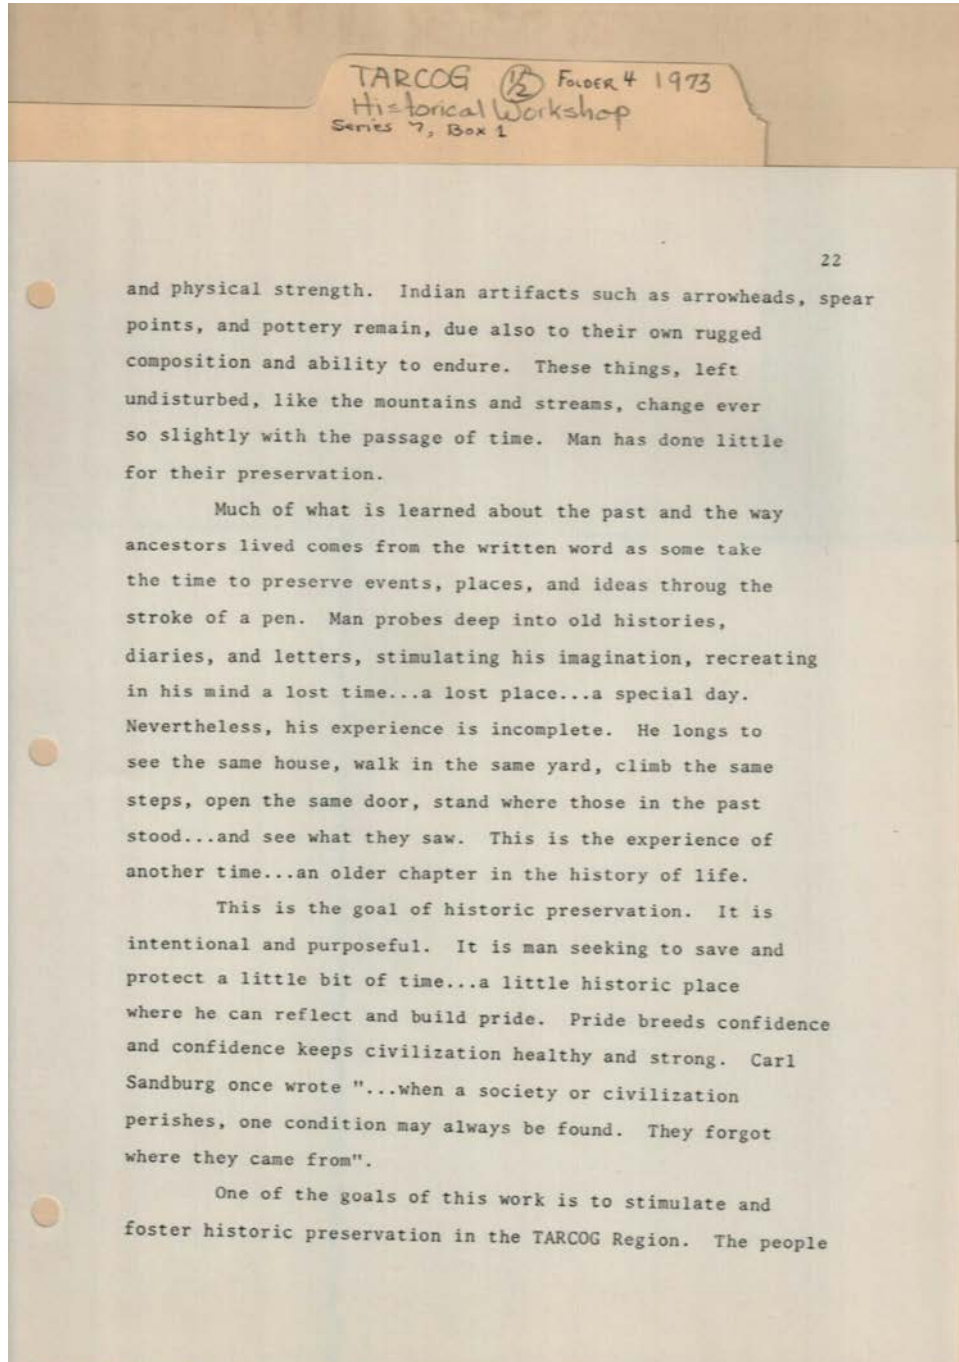 TARCOG 1/2 FOLDER 4 1973
Historical Workshop
Series 7, Box 1
22
and physical strength. Indian artifacts such as arrowheads, spear
points, and pottery remain, due also to their own rugged
composition and ability to endure. These things, left
undisturbed, like the mountains and streams, change ever
so slightly with the passage of time. Man has done little
for their preservation.
Much of what is learned about the past and the way
ancestors lived comes from the written word as some take
the time to preserve events, places, and ideas throug the
stroke of a pen. Man probes deep into old histories,
diaries, and letters, stimulating his imagination, recreating
in his mind a lost time...a lost place...a special day.
Nevertheless, his experience is incomplete. He longs to
see the same house, walk in the same yard, climb the same
steps, open the same door, stand where those in the past
stood...and see what they saw. This is the experience of
another time...an older chapter in the history of life.
This is the goal of historic preservation. It is
intentional and purposeful. It is man seeking to save and
protect a little bit of time...a little historic place
where he can reflect and build pride. Pride breeds confidence
and confidence keeps civilization healthy and strong. Carl
Sandburg once wrote "...when a society or civilization
perishes, one condition may always be found. They forgot
where they came from".
One of the goals of this work is to stimulate and
foster historic preservation in the TARCOG Region. The people